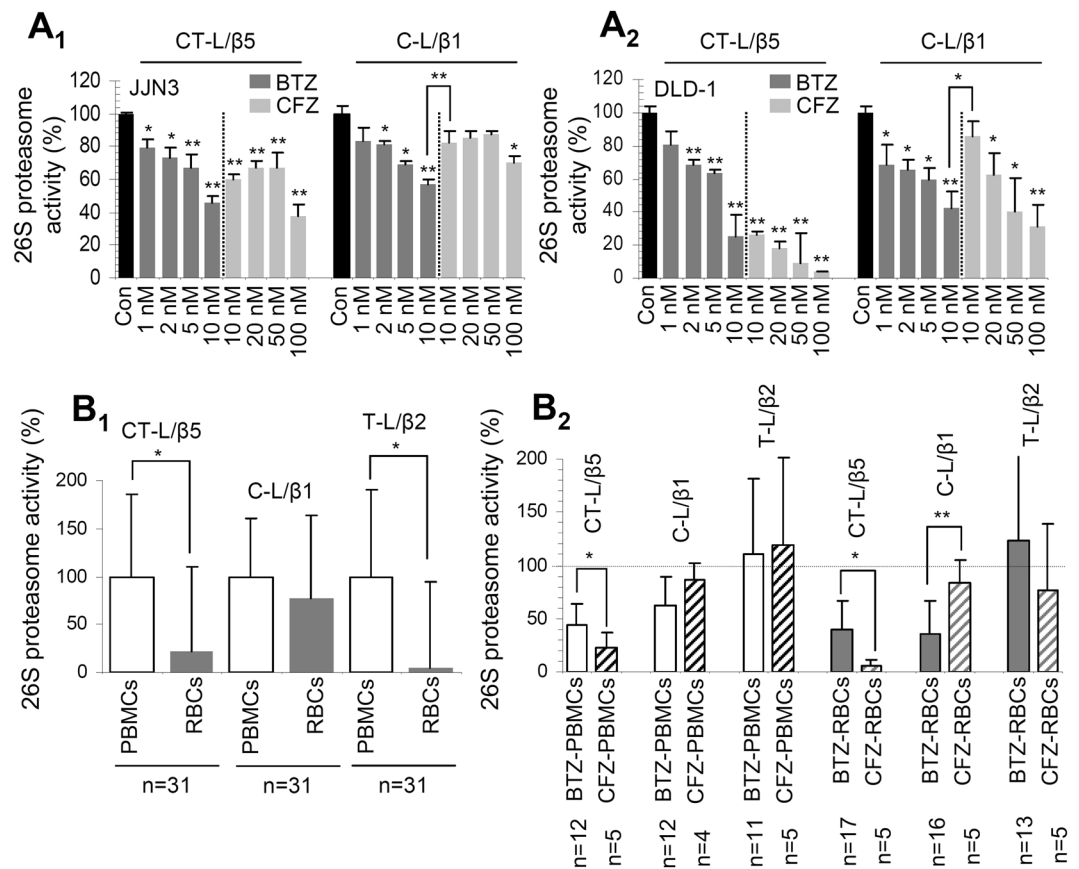 A1
CT-L/β5
C-L/β1
26S proteasome
activity (%)
120
100
80
60
40
20
0
JJN3
BTZ
CFZ
* * ** ** ** ** ** **
* * ** ** *
Con 1 nM 2 nM 5 nM 10 nM 10 nM 20 nM 50 nM 100 nM
Con 1 nM 2 nM 5 nM 10 nM 10 nM 20 nM 50 nM 100 nM
A2
CT-L/β5
C-L/β1
26S proteasome
activity (%)
120
100
80
60
40
20
0
DLD-1
BTZ
CFZ
** ** ** ** ** ** **
* * * ** * * * **
Con 1 nM 2 nM 5 nM 10 nM 10 nM 20 nM 50 nM 100 nM
Con 1 nM 2 nM 5 nM 10 nM 10 nM 20 nM 50 nM 100 nM
B1
26S proteasome activity (%)
200
150
100
50
0
CT-L/β5
*
C-L/β1
T-L/β2
*
PBMCs RBCs PBMCs RBCs PBMCs RBCs
n=31 n=31 n=31
B2
26S proteasome activity (%)
200
150
100
50
0
CT-L/β5
*
C-L/β1
T-L/β2
CT-L/β5
*
C-L/β1
**
T-L/β2
n=12 BTZ-PBMCs
n=5 CFZ-PBMCs
n=12 BTZ-PBMCs
n=4 CFZ-PBMCs
n=11 BTZ-PBMCs
n=5 CFZ-PBMCs
n=17 BTZ-RBCs
n=5 CFZ-RBCs
n=16 BTZ-RBCs
n=5 CFZ-RBCs
n=13 BTZ-RBCs
n=5 CFZ-RBCs